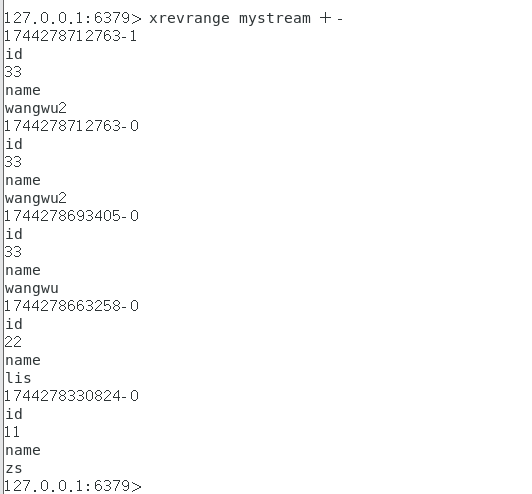 127.0.0.1:6379> xrevrange mystream + -
1744278712763-1
id
33
name
wangwu2
1744278712763-0
id
33
name
wangwu2
1744278693405-0
id
33
name
wangwu
1744278663258-0
id
22
name
lis
1744278330824-0
id
11
name
zs
127.0.0.1:6379>